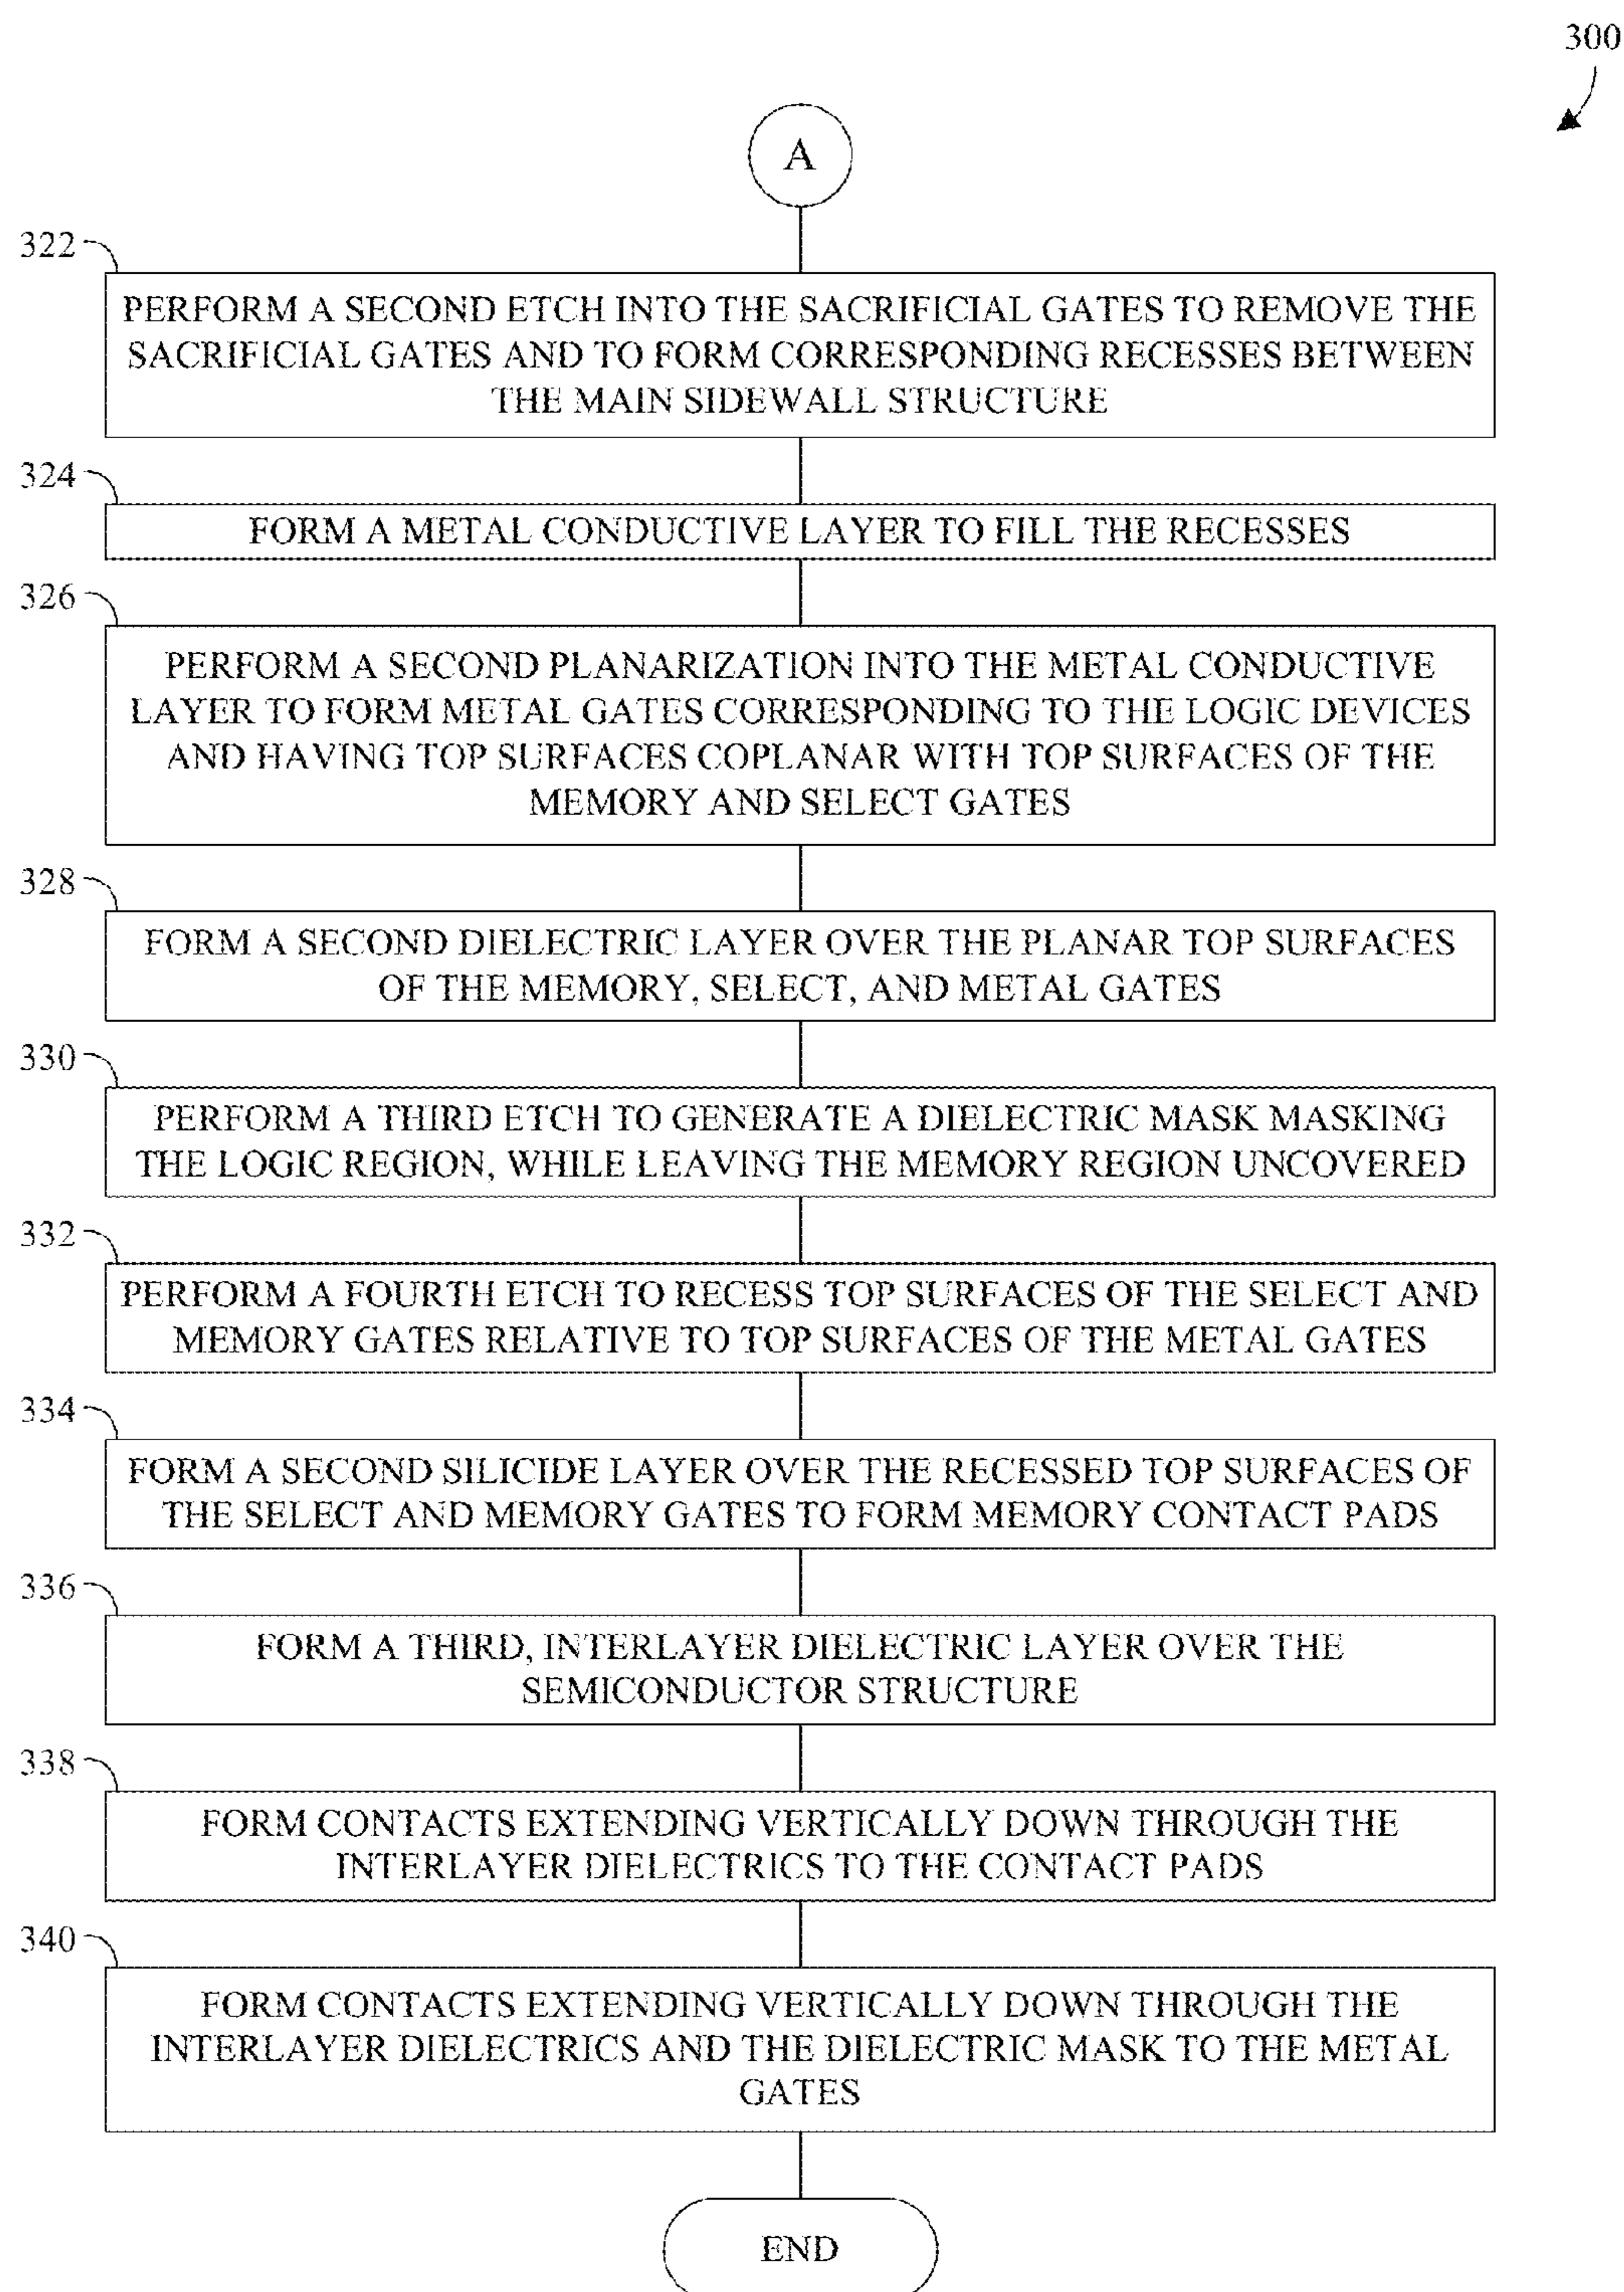 300
A
322
PERFORM A SECOND ETCH INTO THE SACRIFICIAL GATES TO REMOVE THE
SACRIFICIAL GATES AND TO FORM CORRESPONDING RECESSES BETWEEN
THE MAIN SIDEWALL STRUCTURE
324
FORM A METAL CONDUCTIVE LAYER TO FILL THE RECESSES
326
PERFORM A SECOND PLANARIZATION INTO THE METAL CONDUCTIVE
LAYER TO FORM METAL GATES CORRESPONDING TO THE LOGIC DEVICES
AND HAVING TOP SURFACES COPLANAR WITH TOP SURFACES OF THE
MEMORY AND SELECT GATES
328
FORM A SECOND DIELECTRIC LAYER OVER THE PLANAR TOP SURFACES
OF THE MEMORY, SELECT, AND METAL GATES
330
PERFORM A THIRD ETCH TO GENERATE A DIELECTRIC MASK MASKING
THE LOGIC REGION, WHILE LEAVING THE MEMORY REGION UNCOVERED
332
PERFORM A FOURTH ETCH TO RECESS TOP SURFACES OF THE SELECT AND
MEMORY GATES RELATIVE TO TOP SURFACES OF THE METAL GATES
334
FORM A SECOND SILICIDE LAYER OVER THE RECESSED TOP SURFACES OF
THE SELECT AND MEMORY GATES TO FORM MEMORY CONTACT PADS
336
FORM A THIRD, INTERLAYER DIELECTRIC LAYER OVER THE
SEMICONDUCTOR STRUCTURE
338
FORM CONTACTS EXTENDING VERTICALLY DOWN THROUGH THE
INTERLAYER DIELECTRICS TO THE CONTACT PADS
340
FORM CONTACTS EXTENDING VERTICALLY DOWN THROUGH THE
INTERLAYER DIELECTRICS AND THE DIELECTRIC MASK TO THE METAL
GATES
END